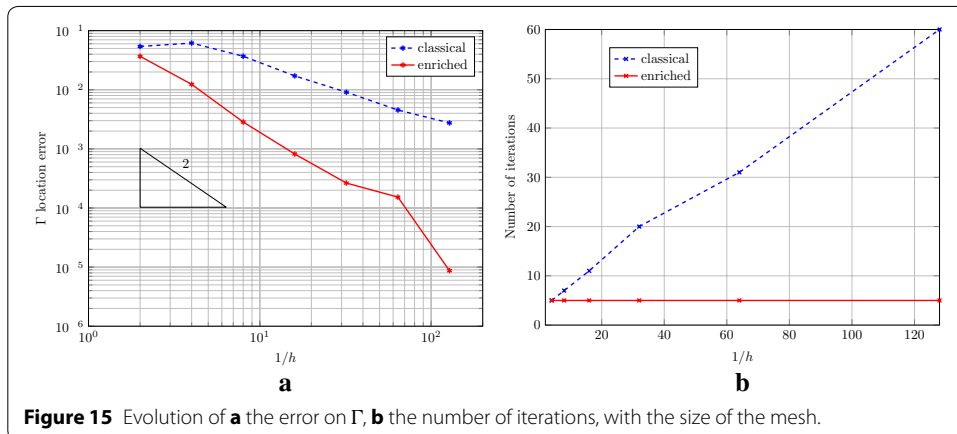 10 1
10 2
10 3
10 4
10 5
10 6
10⁰
10¹
10²
Γ location error
1/h
classical
enriched
2
a
60
50
40
30
20
10
0
20
40
60
80
100
120
Number of iterations
1/h
classical
enriched
b
Figure 15 Evolution of a the error on Γ, b the number of iterations, with the size of the mesh.